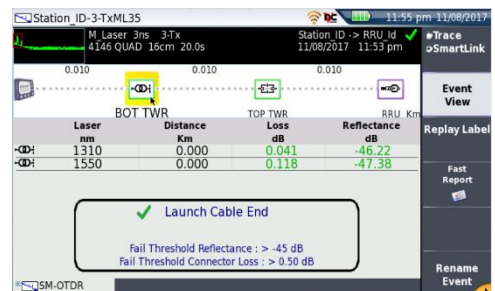 Station_ID-3-TxML35
DC
11:55 pm 11/08/2017
M_Laser 3ns 3-Tx
4146 QUAD 16cm 20.0s
Station_ID -> RRU_Id
11/08/2017 11:53 pm
Trace
SmartLink
0.010 0.010 0.010
BOT TWR TOP TWR RRU Km
Event
View
Laser Distance Loss Reflectance
nm Km dB dB
1310 0.000 0.041 -46.22
1550 0.000 0.118 -47.38
Replay Label
Fast
Report
Launch Cable End
Fail Threshold Reflectance : > -45 dB
Fail Threshold Connector Loss : > 0.50 dB
Rename
Event
SM-OTDR